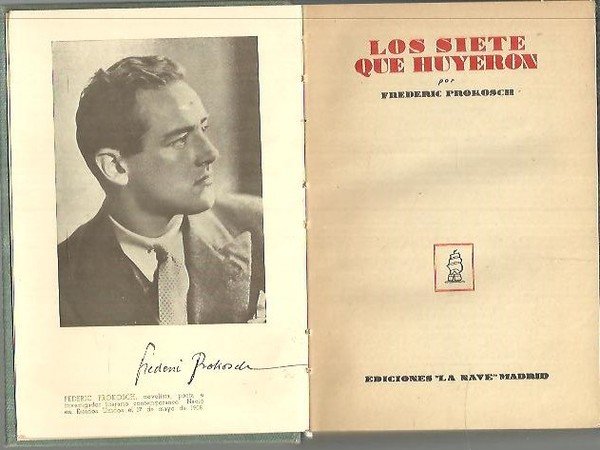 Frederic Prokosch
FREDERIC PROKOSCH, novelista, poeta e
investigador literario contemporáneo. Nació
en Estados Unidos el 17 de mayo de 1908
LOS SIETE
QUE HUYERON
por
FREDERIC PROKOSCH
EDICIONES "LA NAVE" MADRID